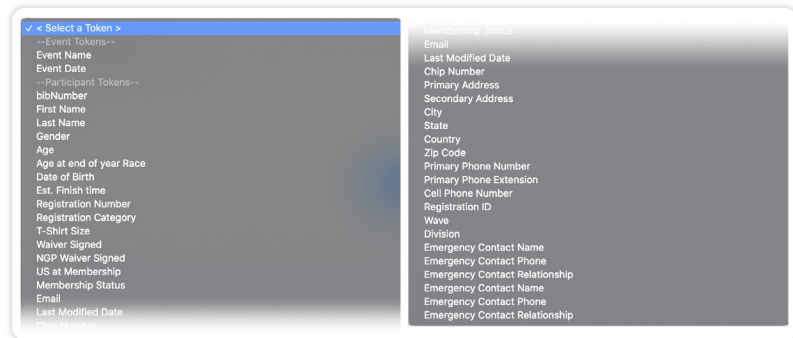 ✓ < Select a Token >
--Event Tokens--
Event Name
Event Date
--Participant Tokens--
bibNumber
First Name
Last Name
Gender
Age
Age at end of year Race
Date of Birth
Est. Finish time
Registration Number
Registration Category
T-Shirt Size
Waiver Signed
NGP Waiver Signed
US at Membership
Membership Status
Email
Last Modified Date
Chip Number
Membership Status
Email
Last Modified Date
Chip Number
Primary Address
Secondary Address
City
State
Country
Zip Code
Primary Phone Number
Primary Phone Extension
Cell Phone Number
Registration ID
Wave
Division
Emergency Contact Name
Emergency Contact Phone
Emergency Contact Relationship
Emergency Contact Name
Emergency Contact Phone
Emergency Contact Relationship